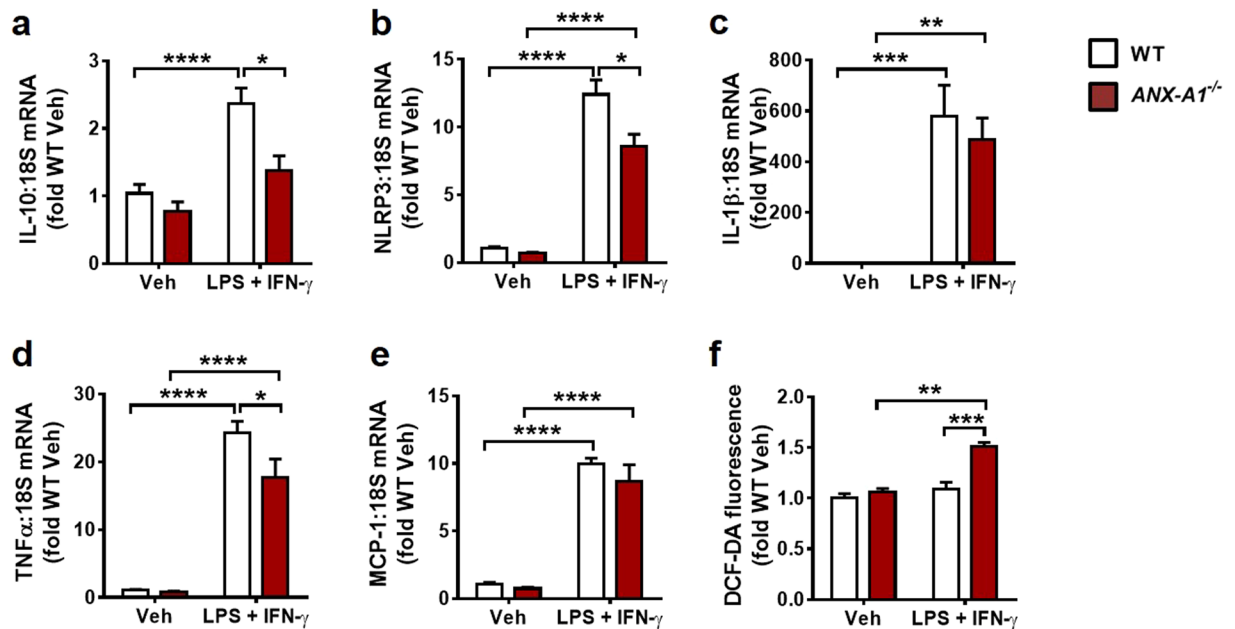 a
IL-10:18S mRNA
(fold WT Veh)
3
2
1
0
****
*
Veh
LPS + IFN-γ
b
NLRP3:18S mRNA
(fold WT Veh)
15
10
5
0
****
****
*
Veh
LPS + IFN-γ
c
IL-1β:18S mRNA
(fold WT Veh)
800
600
400
200
0
**
***
Veh
LPS + IFN-γ
WT
ANX-A1-/-
d
TNFα:18S mRNA
(fold WT Veh)
30
20
10
0
****
****
*
Veh
LPS + IFN-γ
e
MCP-1:18S mRNA
(fold WT Veh)
15
10
5
0
****
****
Veh
LPS + IFN-γ
f
DCF-DA fluorescence
(fold WT Veh)
2.0
1.5
1.0
0.5
0.0
**
***
Veh
LPS + IFN-γ